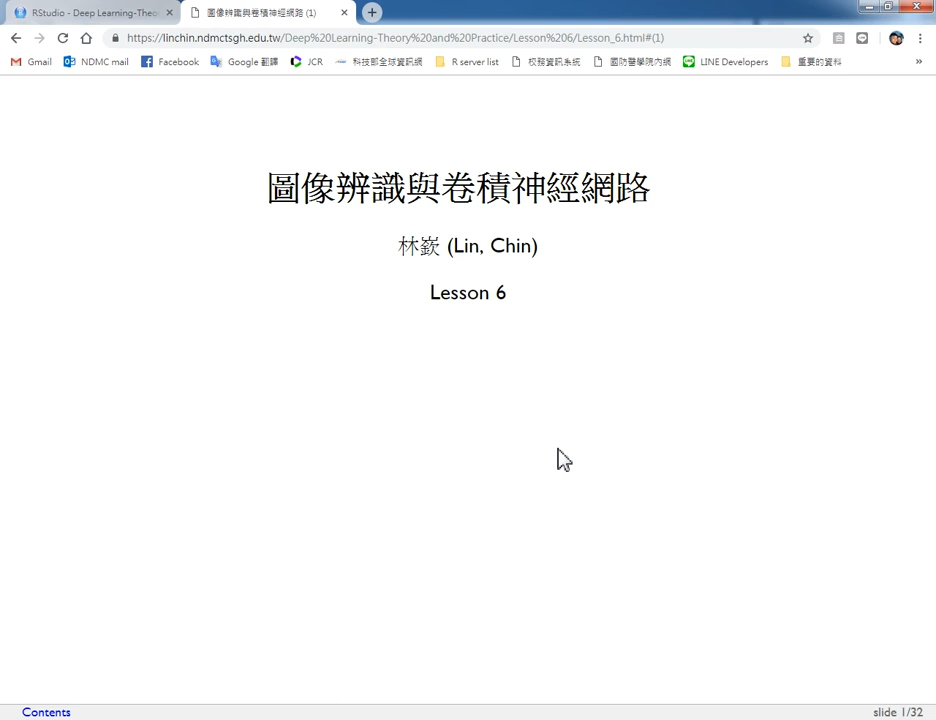 RStudio - Deep Learning-Theo
圖像辨識與卷積神經網路 (1)
https://linchin.ndmctsgh.edu.tw/Deep%20Learning-Theory%20and%20Practice/Lesson%206/Lesson_6.html#(1)
Gmail NDMC mail Facebook Google 翻譯 JCR 科技部全球資訊網 R server list 校務資訊系統 國防醫學院內網 LINE Developers 重要的資料 »
圖像辨識與卷積神經網路
林嶔 (Lin, Chin)
Lesson 6
Contents
slide 1/32